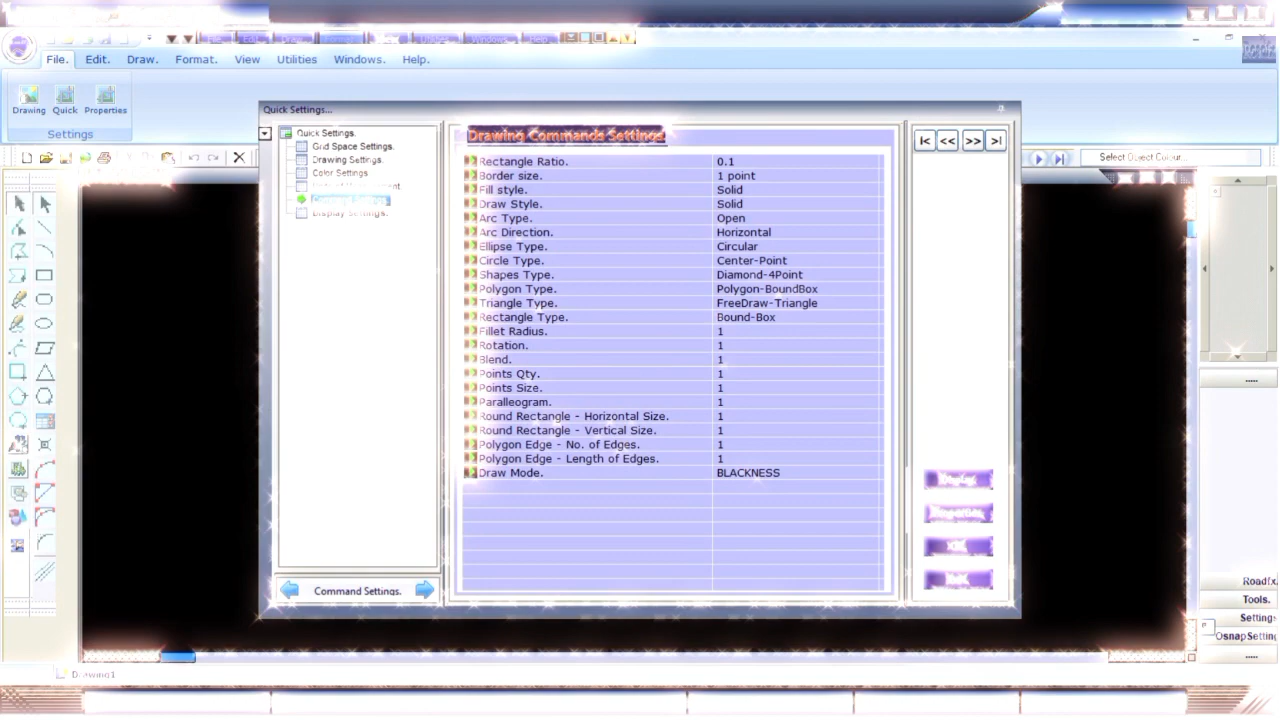 File. Edit. Draw. Format. View Utilities Windows. Help.
Drawing Quick Properties
Settings
Select Object Colour...
Quick Settings...
Quick Settings.
Grid Space Settings.
Drawing Settings.
Color Settings
Display Settings.
Command Settings.
Drawing Commands Settings.
Rectangle Ratio. 0.1
Border size. 1 point
Fill style. Solid
Draw Style. Solid
Arc Type. Open
Arc Direction. Horizontal
Ellipse Type. Circular
Circle Type. Center-Point
Shapes Type. Diamond-4Point
Polygon Type. Polygon-BoundBox
Triangle Type. FreeDraw-Triangle
Rectangle Type. Bound-Box
Fillet Radius. 1
Rotation. 1
Blend. 1
Points Qty. 1
Points Size. 1
Paralleogram. 1
Round Rectangle - Horizontal Size. 1
Round Rectangle - Vertical Size. 1
Polygon Edge - No. of Edges. 1
Polygon Edge - Length of Edges. 1
Draw Mode. BLACKNESS
|< << >> >|
.....
Tools.
Setting
OsnapSetting
.....
Drawing1